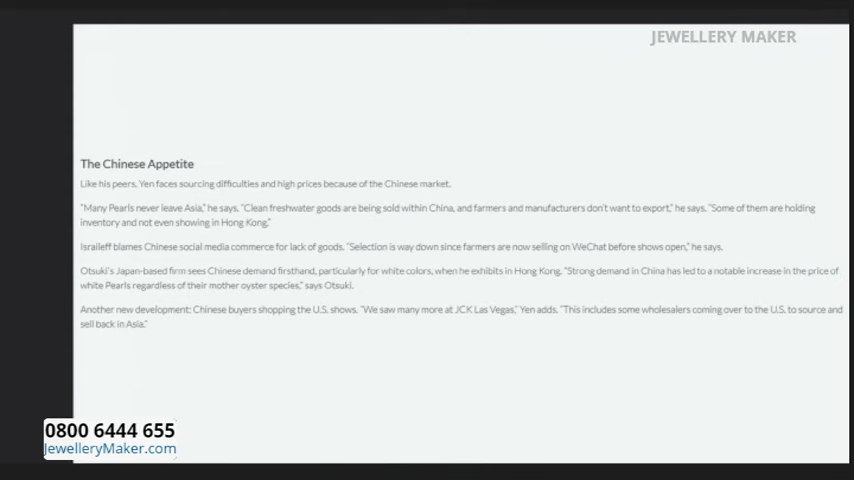 JEWELLERY MAKER
The Chinese Appetite
Like his peers, Yen faces sourcing difficulties and high prices because of the Chinese market.
"Many Pearls never leave Asia," he says. "Clean freshwater goods are being sold within China, and farmers and manufacturers don't want to export," he says. "Some of them are holding
inventory and not even showing in Hong Kong."
Israileff blames Chinese social media commerce for lack of goods. "Selection is way down since farmers are now selling on WeChat before shows open," he says.
Otsuki's Japan-based firm sees Chinese demand firsthand, particularly for white colors, when he exhibits in Hong Kong. "Strong demand in China has led to a notable increase in the price of
white Pearls regardless of their mother oyster species," says Otsuki.
Another new development: Chinese buyers shopping the U.S. shows. "We saw many more at JCK Las Vegas," Yen adds. "This includes some wholesalers coming over to the U.S. to source and
sell back in Asia."
0800 6444 655
JewelleryMaker.com